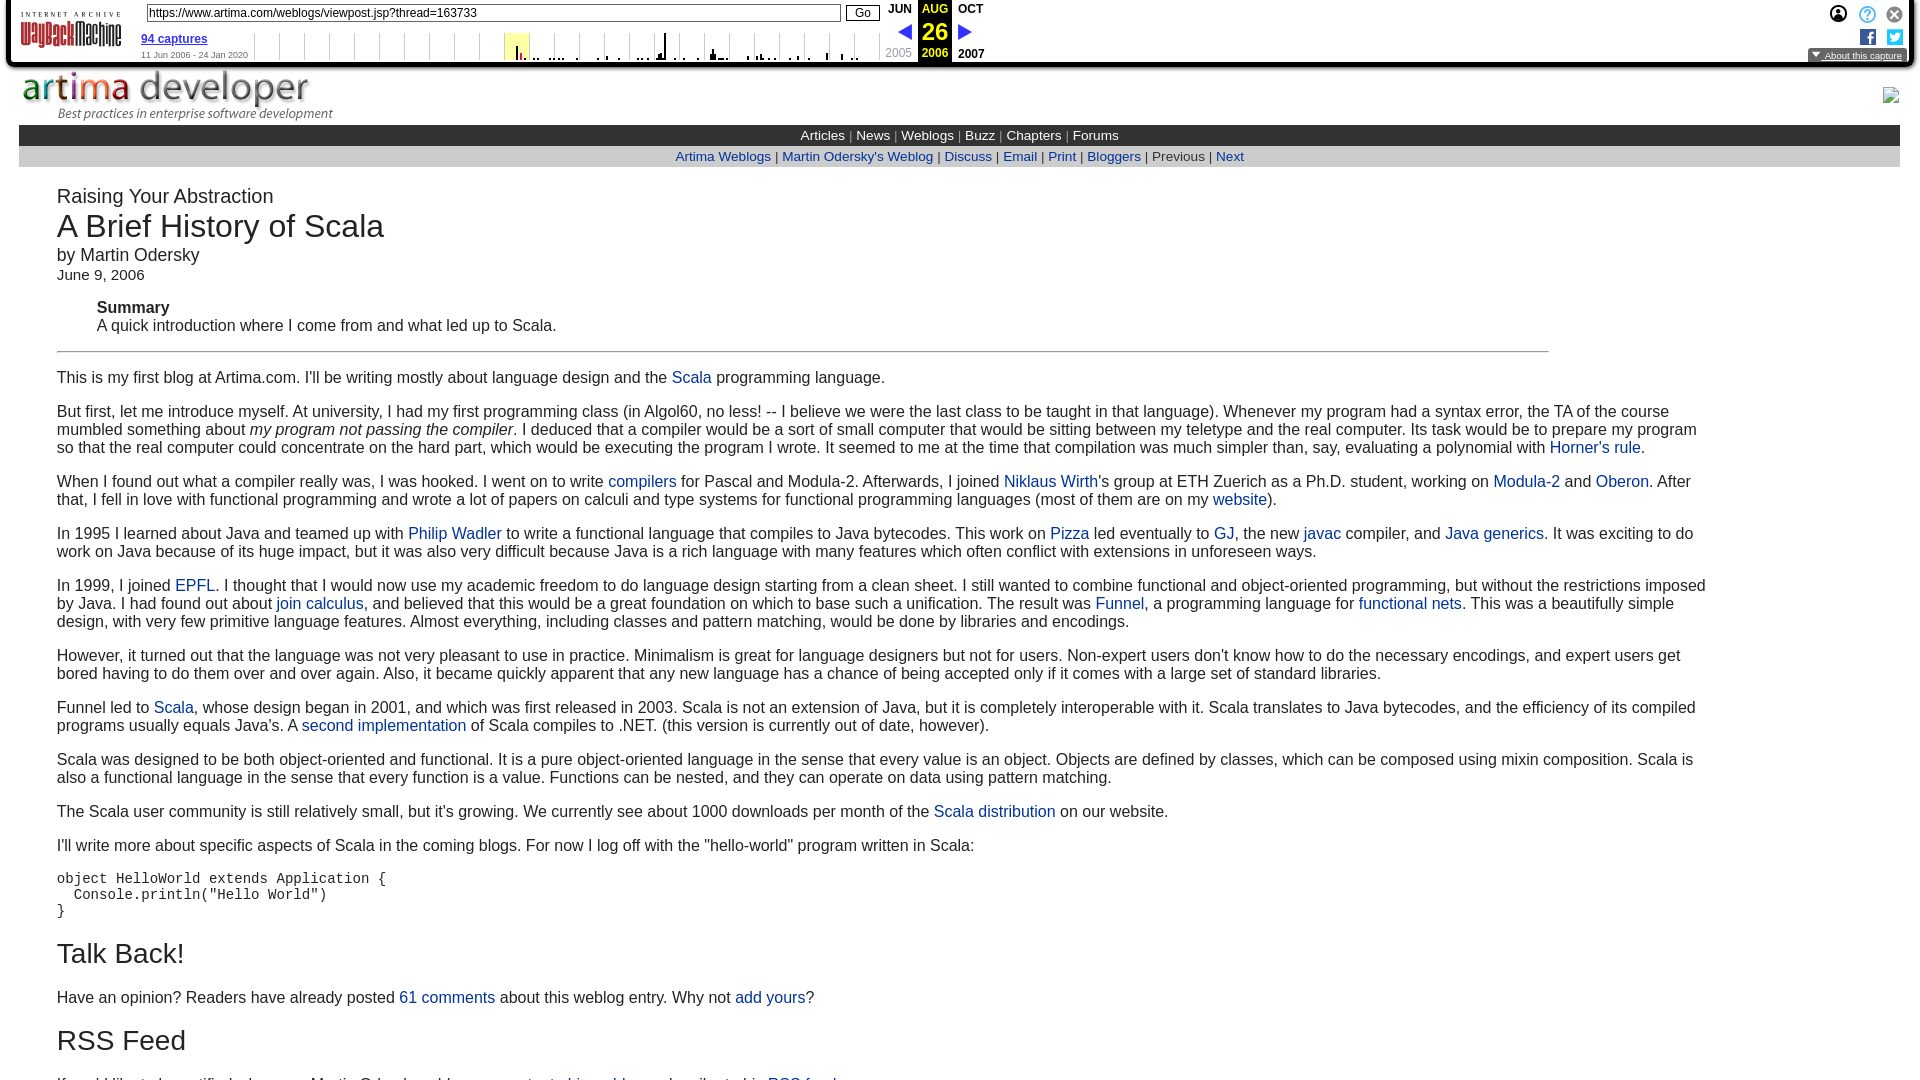 INTERNET ARCHIVE
WayBackMachine
https://www.artima.com/weblogs/viewpost.jsp?thread=163733
Go
JUN
AUG
OCT
94 captures
26
11 Jun 2006 - 24 Jan 2020
2005
2006
2007
About this capture
artima developer
Best practices in enterprise software development
Articles | News | Weblogs | Buzz | Chapters | Forums
Artima Weblogs | Martin Odersky's Weblog | Discuss | Email | Print | Bloggers | Previous | Next
Raising Your Abstraction
A Brief History of Scala
by Martin Odersky
June 9, 2006
Summary
A quick introduction where I come from and what led up to Scala.
This is my first blog at Artima.com. I'll be writing mostly about language design and the Scala programming language.
But first, let me introduce myself. At university, I had my first programming class (in Algol60, no less! -- I believe we were the last class to be taught in that language). Whenever my program had a syntax error, the TA of the course
mumbled something about my program not passing the compiler. I deduced that a compiler would be a sort of small computer that would be sitting between my teletype and the real computer. Its task would be to prepare my program
so that the real computer could concentrate on the hard part, which would be executing the program I wrote. It seemed to me at the time that compilation was much simpler than, say, evaluating a polynomial with Horner's rule.
When I found out what a compiler really was, I was hooked. I went on to write compilers for Pascal and Modula-2. Afterwards, I joined Niklaus Wirth's group at ETH Zuerich as a Ph.D. student, working on Modula-2 and Oberon. After
that, I fell in love with functional programming and wrote a lot of papers on calculi and type systems for functional programming languages (most of them are on my website).
In 1995 I learned about Java and teamed up with Philip Wadler to write a functional language that compiles to Java bytecodes. This work on Pizza led eventually to GJ, the new javac compiler, and Java generics. It was exciting to do
work on Java because of its huge impact, but it was also very difficult because Java is a rich language with many features which often conflict with extensions in unforeseen ways.
In 1999, I joined EPFL. I thought that I would now use my academic freedom to do language design starting from a clean sheet. I still wanted to combine functional and object-oriented programming, but without the restrictions imposed
by Java. I had found out about join calculus, and believed that this would be a great foundation on which to base such a unification. The result was Funnel, a programming language for functional nets. This was a beautifully simple
design, with very few primitive language features. Almost everything, including classes and pattern matching, would be done by libraries and encodings.
However, it turned out that the language was not very pleasant to use in practice. Minimalism is great for language designers but not for users. Non-expert users don't know how to do the necessary encodings, and expert users get
bored having to do them over and over again. Also, it became quickly apparent that any new language has a chance of being accepted only if it comes with a large set of standard libraries.
Funnel led to Scala, whose design began in 2001, and which was first released in 2003. Scala is not an extension of Java, but it is completely interoperable with it. Scala translates to Java bytecodes, and the efficiency of its compiled
programs usually equals Java's. A second implementation of Scala compiles to .NET. (this version is currently out of date, however).
Scala was designed to be both object-oriented and functional. It is a pure object-oriented language in the sense that every value is an object. Objects are defined by classes, which can be composed using mixin composition. Scala is
also a functional language in the sense that every function is a value. Functions can be nested, and they can operate on data using pattern matching.
The Scala user community is still relatively small, but it's growing. We currently see about 1000 downloads per month of the Scala distribution on our website.
I'll write more about specific aspects of Scala in the coming blogs. For now I log off with the "hello-world" program written in Scala:
object HelloWorld extends Application {
  Console.println("Hello World")
}
Talk Back!
Have an opinion? Readers have already posted 61 comments about this weblog entry. Why not add yours?
RSS Feed